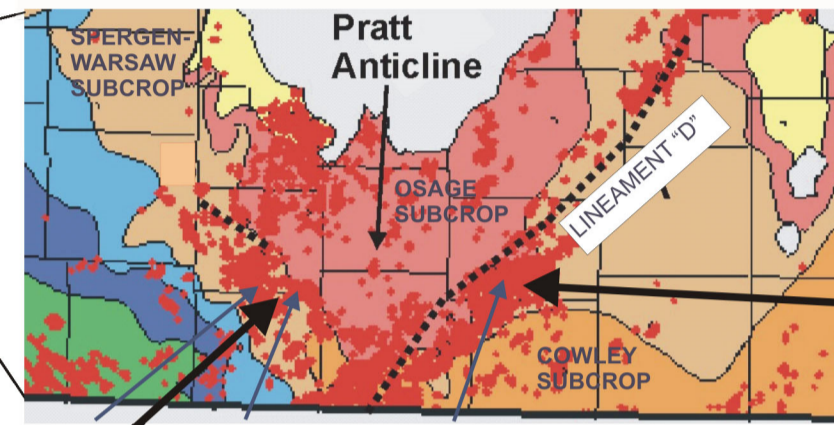 SPERGEN-
WARSAW
SUBCROP
Pratt
Anticline
OSAGE
SUBCROP
LINEAMENT "D"
COWLEY
SUBCROP